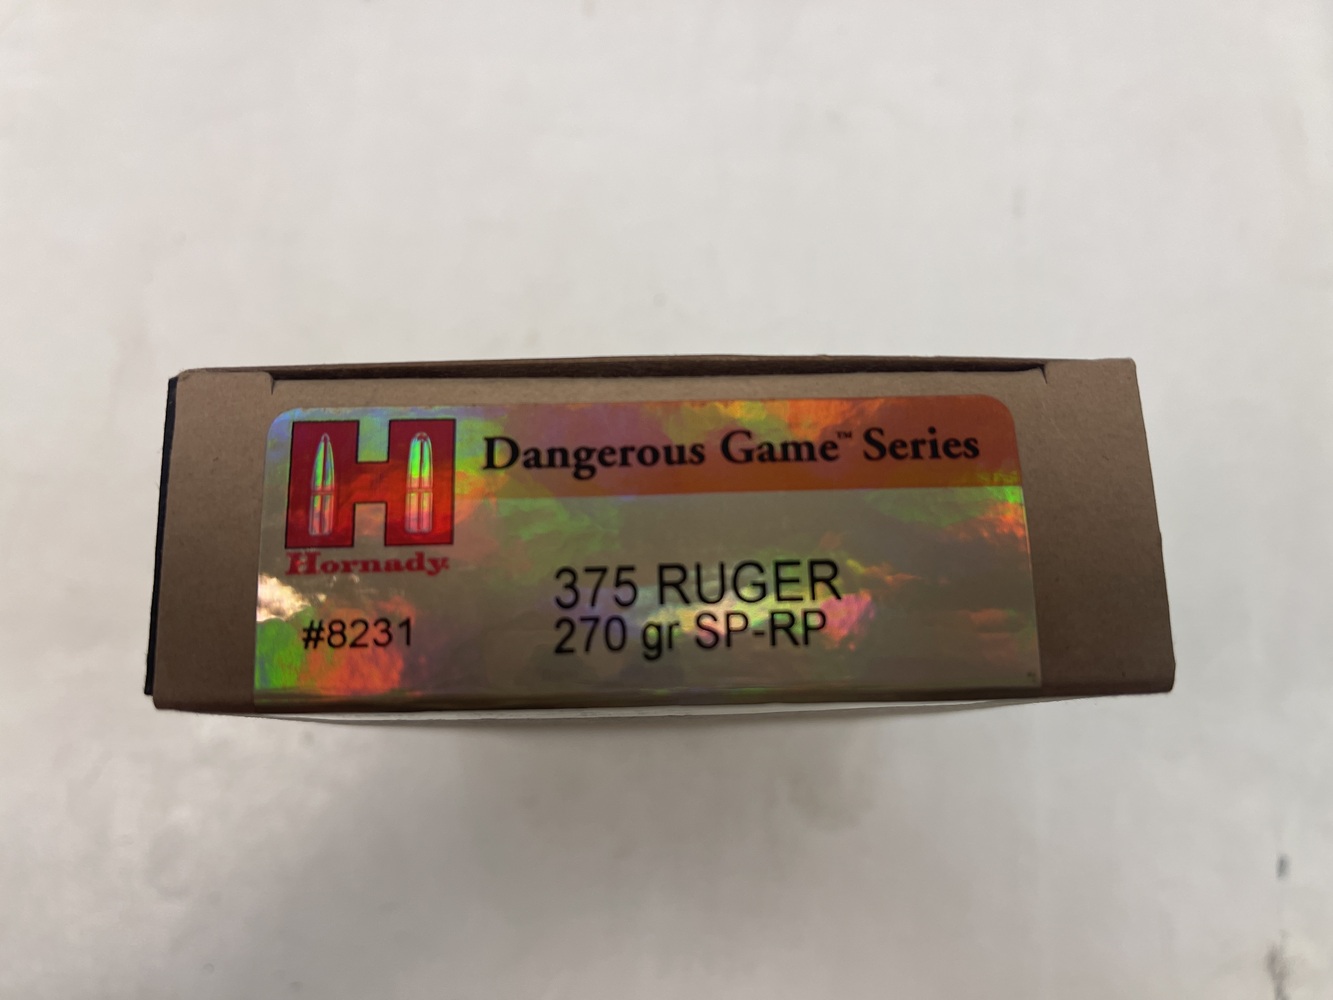 Dangerous Game™ Series
Hornady
375 RUGER
#8231
270 gr SP-RP